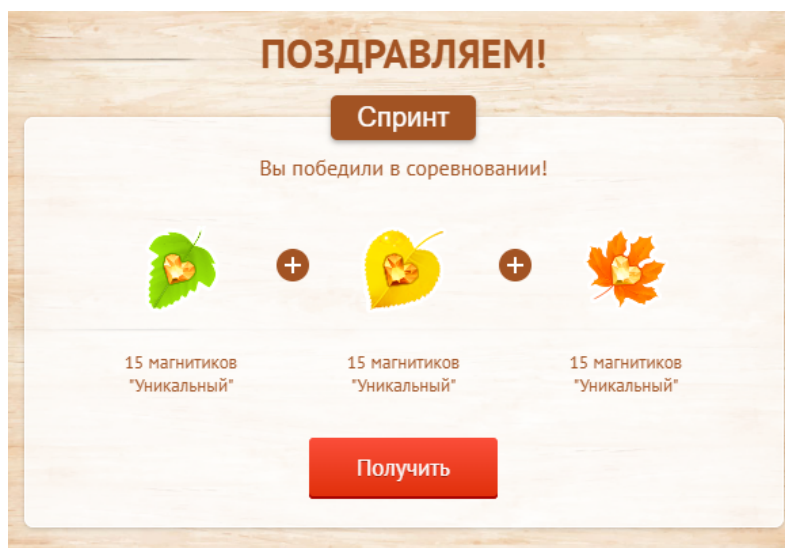 ПОЗДРАВЛЯЕМ!
Спринт
Вы победили в соревновании!
15 магнитиков
"Уникальный"
15 магнитиков
"Уникальный"
15 магнитиков
"Уникальный"
Получить